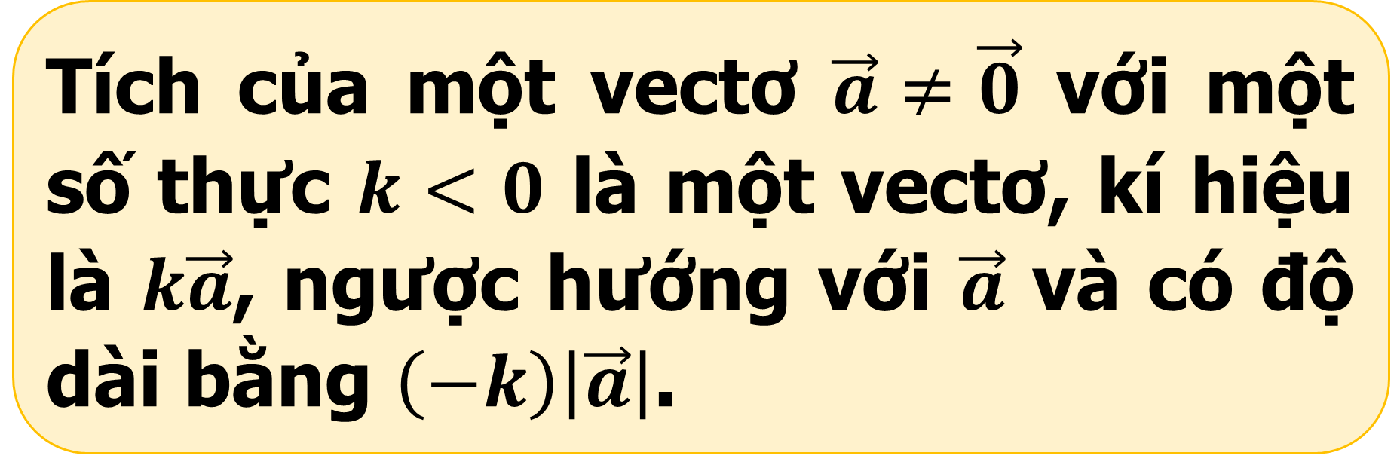 Tích của một vectơ $\vec{a} \neq \vec{0}$ với một
số thực $k < 0$ là một vectơ, kí hiệu
là $k\vec{a}$, ngược hướng với $\vec{a}$ và có độ
dài bằng $(-k)|\vec{a}|$.